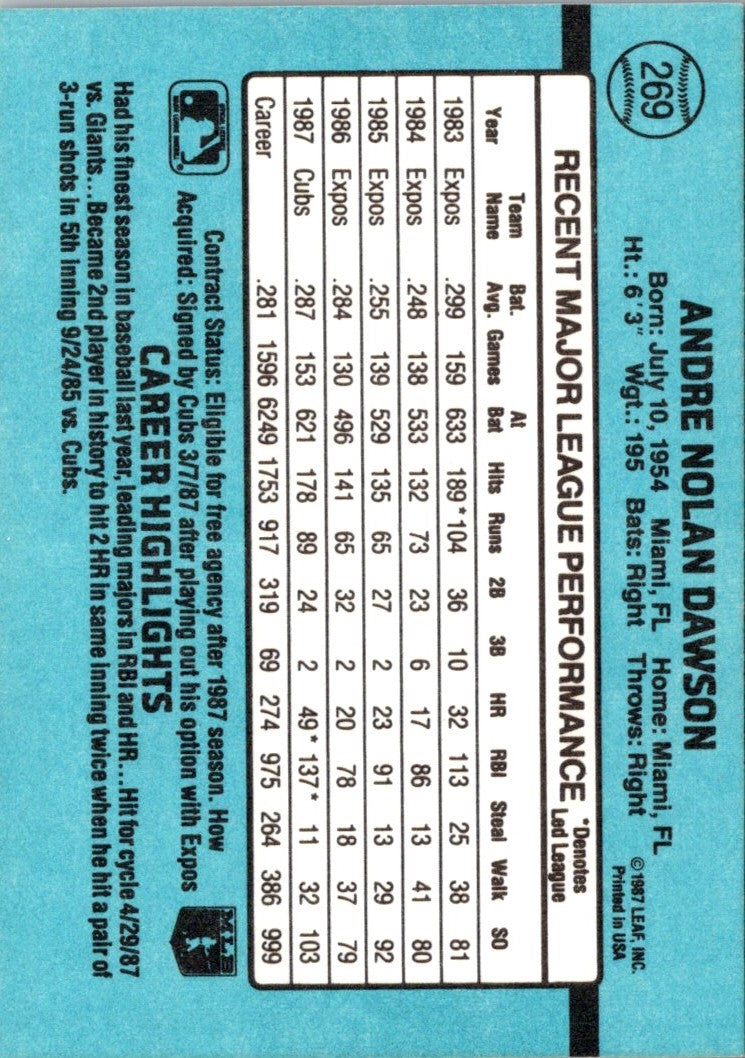 269
ANDRE NOLAN DAWSON
Born: July 10, 1954 Miami, FL Home: Miami, FL
Ht.: 6'3" Wgt.: 195 Bats: Right Throws: Right
©1987 LEAF, INC.
Printed in USA
RECENT MAJOR LEAGUE PERFORMANCE *Denotes Led League
Year Team Name Bat. Avg. Games At Bat Hits Runs 2B 3B HR RBI Steal Walk SO
1983 Expos .299 159 633 189* 104 36 10 32 113 25 38 81
1984 Expos .248 138 533 132 73 23 6 17 86 13 41 80
1985 Expos .255 139 529 135 65 27 2 23 91 13 29 92
1986 Expos .284 130 496 141 65 32 2 20 78 18 37 79
1987 Cubs .287 153 621 178 89 24 2 49* 137* 11 32 103
Career .281 1596 6249 1753 917 319 69 274 975 264 386 999
Contract Status: Eligible for free agency after 1987 season. How
Acquired: Signed by Cubs 3/7/87 after playing out his option with Expos
MLB
CAREER HIGHLIGHTS
Had his finest season in baseball last year, leading majors in RBI and HR... Hit for cycle 4/29/87
vs. Giants... Became 2nd player in history to hit 2 HR in same inning twice when he hit a pair of
3-run shots in 5th inning 9/24/85 vs. Cubs.